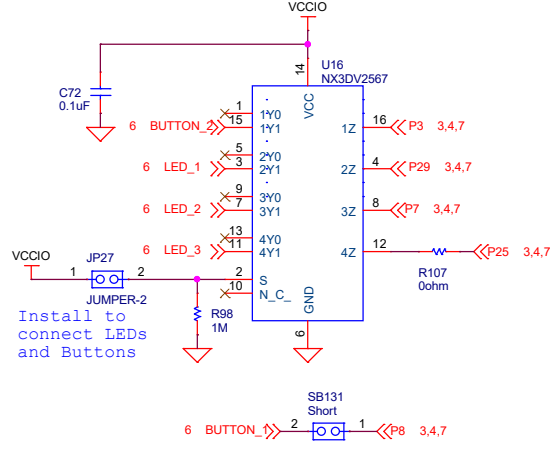 VCCIO
U16
NX3DV2567
C72
0.1uF
14
VCC
1
1Y0
6 BUTTON_2 15 1Y1
1Z 16 P3 3,4,7
5
2Y0
6 LED_1 3 2Y1
2Z 4 P29 3,4,7
9
3Y0
6 LED_2 7 3Y1
3Z 8 P7 3,4,7
13
4Y0
6 LED_3 11 4Y1
4Z 12 P25 3,4,7
R107
0ohm
VCCIO
JP27
1 2
JUMPER-2
2 S
10 N_C_
GND
6
R98
1M
Install to
connect LEDs
and Buttons
SB131
Short
6 BUTTON_1 2 1 P8 3,4,7